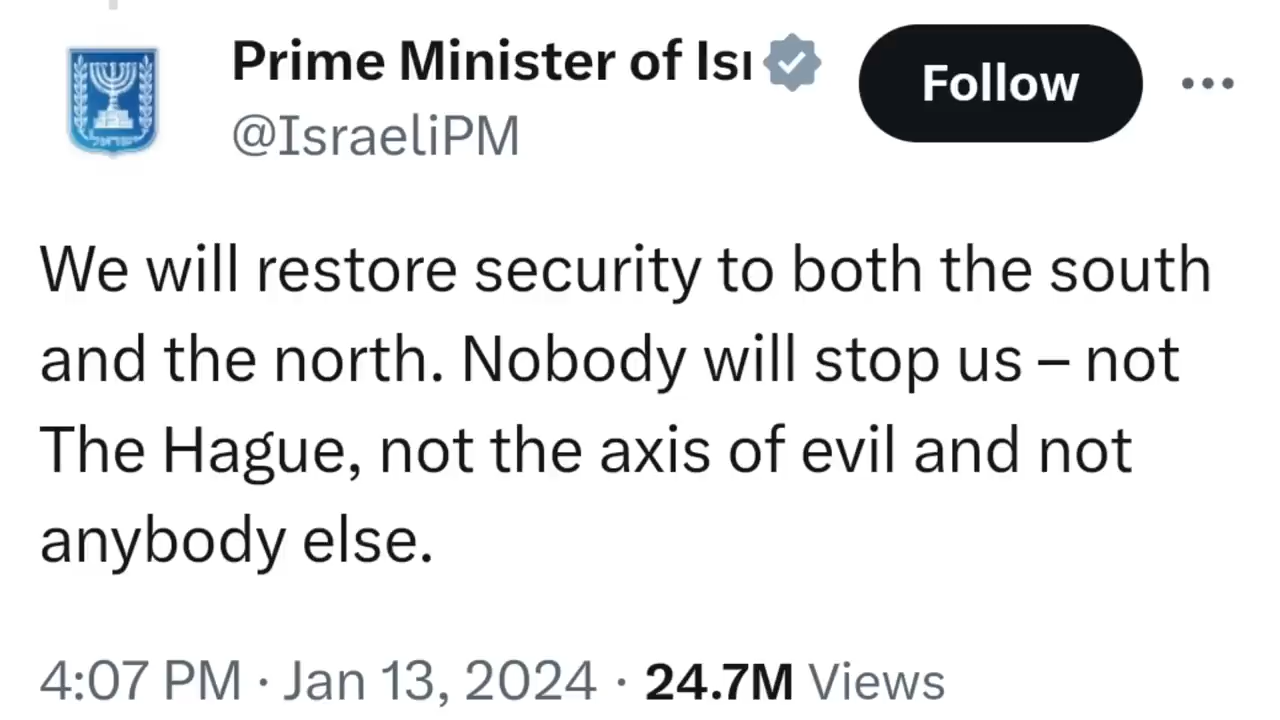 Prime Minister of Isr
Follow
@IsraeliPM
We will restore security to both the south
and the north. Nobody will stop us – not
The Hague, not the axis of evil and not
anybody else.
4:07 PM · Jan 13, 2024 · 24.7M Views